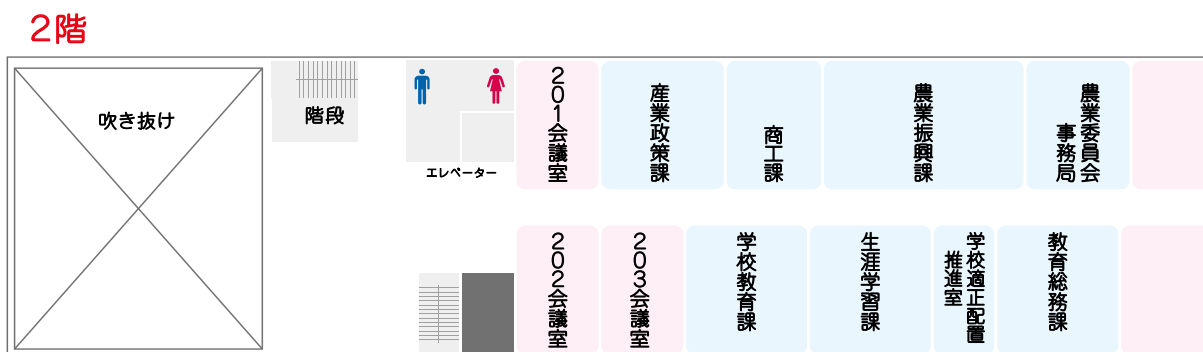 2階
吹き抜け
階段
エレベーター
201会議室
産業政策課
商工課
農業振興課
農業委員会
事務局
202会議室
203会議室
学校教育課
生涯学習課
学校適正配置
推進室
教育総務課